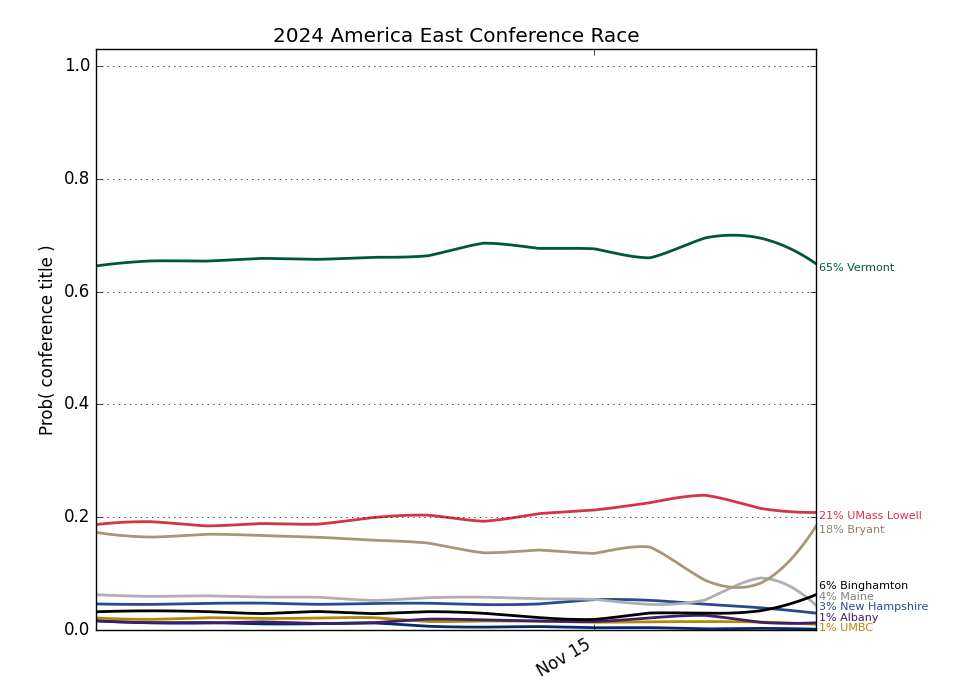 2024 America East Conference Race
1.0
0.8
0.6
0.4
0.2
0.0
Prob( conference title )
Nov 15
65% Vermont
21% UMass Lowell
18% Bryant
6% Binghamton
4% Maine
3% New Hampshire
1% Albany
1% UMBC